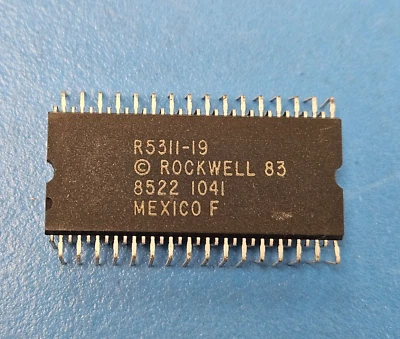 R5311-19
© ROCKWELL 83
8522 1041
MEXICO F